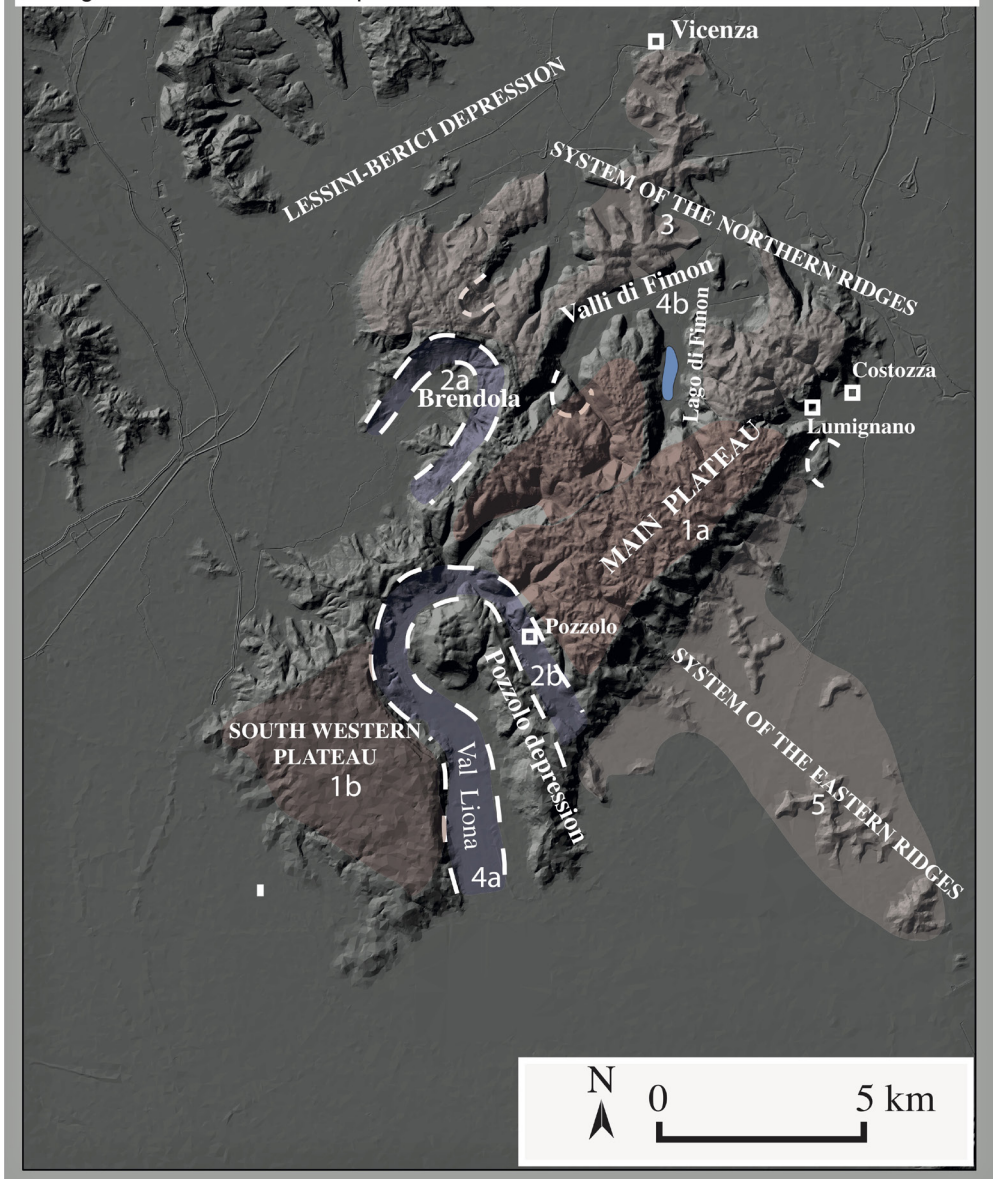 Vicenza
LESSINI-BERICI DEPRESSION
SYSTEM OF THE NORTHERN RIDGES
3
Valli di Fimon
4b
Lago di Fimon
Costozza
2a
Brendola
Lumignano
MAIN PLATEAU
1a
Pozzolo
2b
Pozzolo depression
SYSTEM OF THE EASTERN RIDGES
5
SOUTH WESTERN
PLATEAU
1b
Val Liona
4a
N
0 5 km